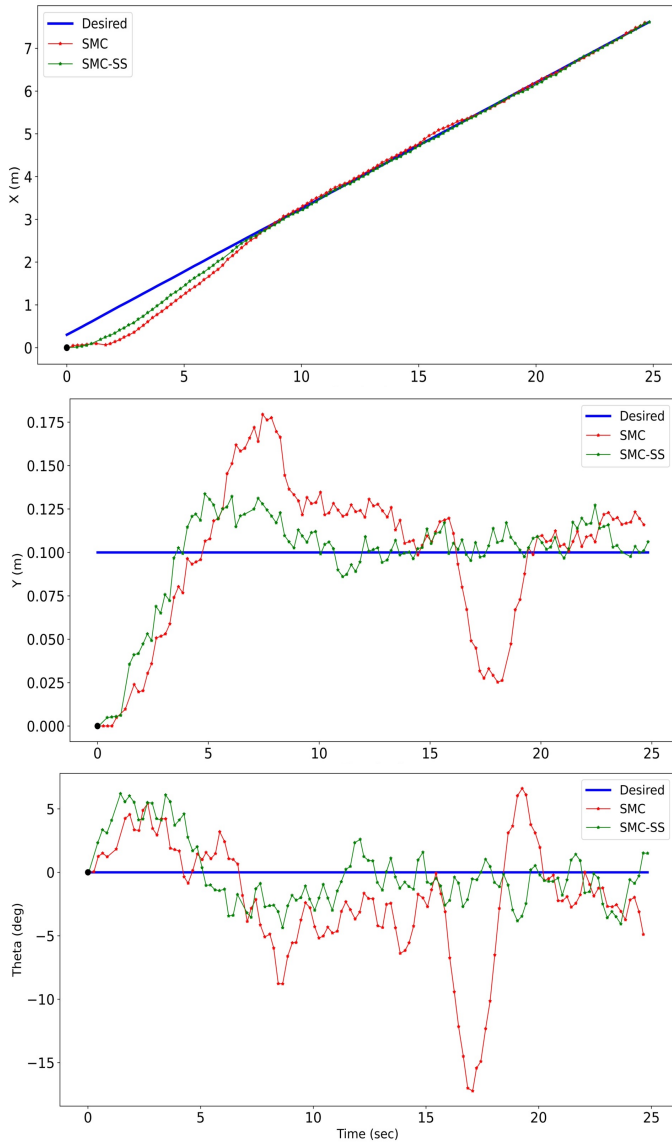 Desired
SMC
SMC-SS
X (m)
7
6
5
4
3
2
1
0
0 5 10 15 20 25
Desired
SMC
SMC-SS
Y (m)
0.175
0.150
0.125
0.100
0.075
0.050
0.025
0.000
0 5 10 15 20 25
Desired
SMC
SMC-SS
Theta (deg)
5
0
−5
−10
−15
0 5 10 15 20 25
Time (sec)